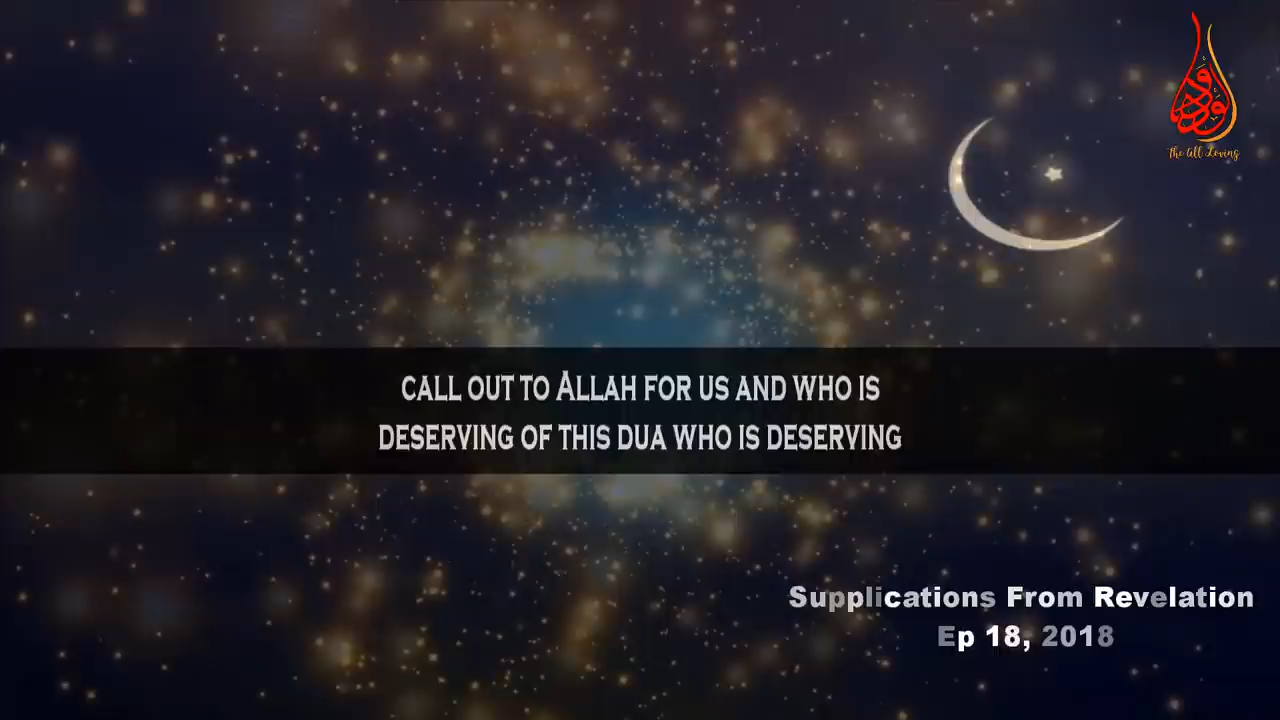 الودود
The All Loving
CALL OUT TO ALLAH FOR US AND WHO IS
DESERVING OF THIS DUA WHO IS DESERVING
Supplications From Revelation
Ep 18, 2018